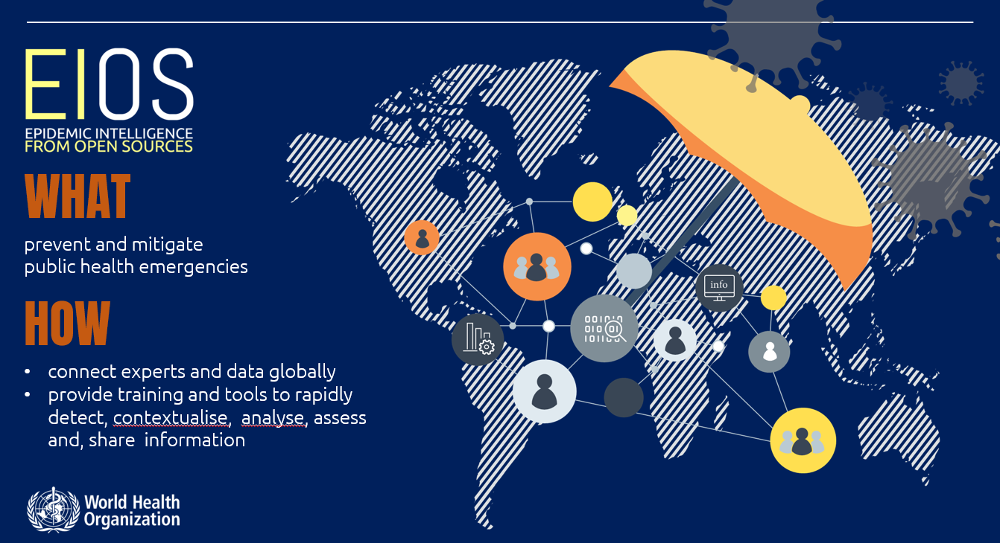 EIOS
EPIDEMIC INTELLIGENCE
FROM OPEN SOURCES
WHAT
prevent and mitigate
public health emergencies
HOW
• connect experts and data globally
• provide training and tools to rapidly
detect, contextualise,  analyse, assess
and, share  information
info
World Health
Organization